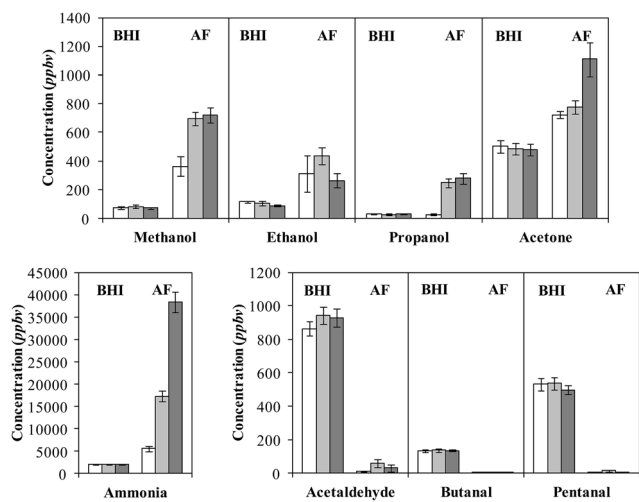 1400
1200
1000
800
600
400
200
0
Concentration (ppbv)
BHI AF
BHI AF
BHI AF
BHI AF
Methanol Ethanol Propanol Acetone
45000
40000
35000
30000
25000
20000
15000
10000
5000
0
Concentration (ppbv)
BHI AF
Ammonia
1200
1000
800
600
400
200
0
Concentration (ppbv)
BHI AF
BHI AF
BHI AF
Acetaldehyde Butanal Pentanal